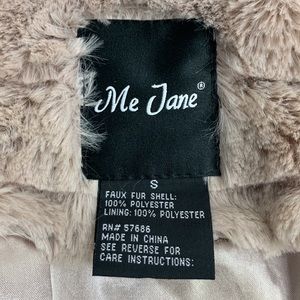 Me Jane®
S
FAUX FUR SHELL:
100% POLYESTER
LINING: 100% POLYESTER
RN# 57686
MADE IN CHINA
SEE REVERSE FOR
CARE INSTRUCTIONS: